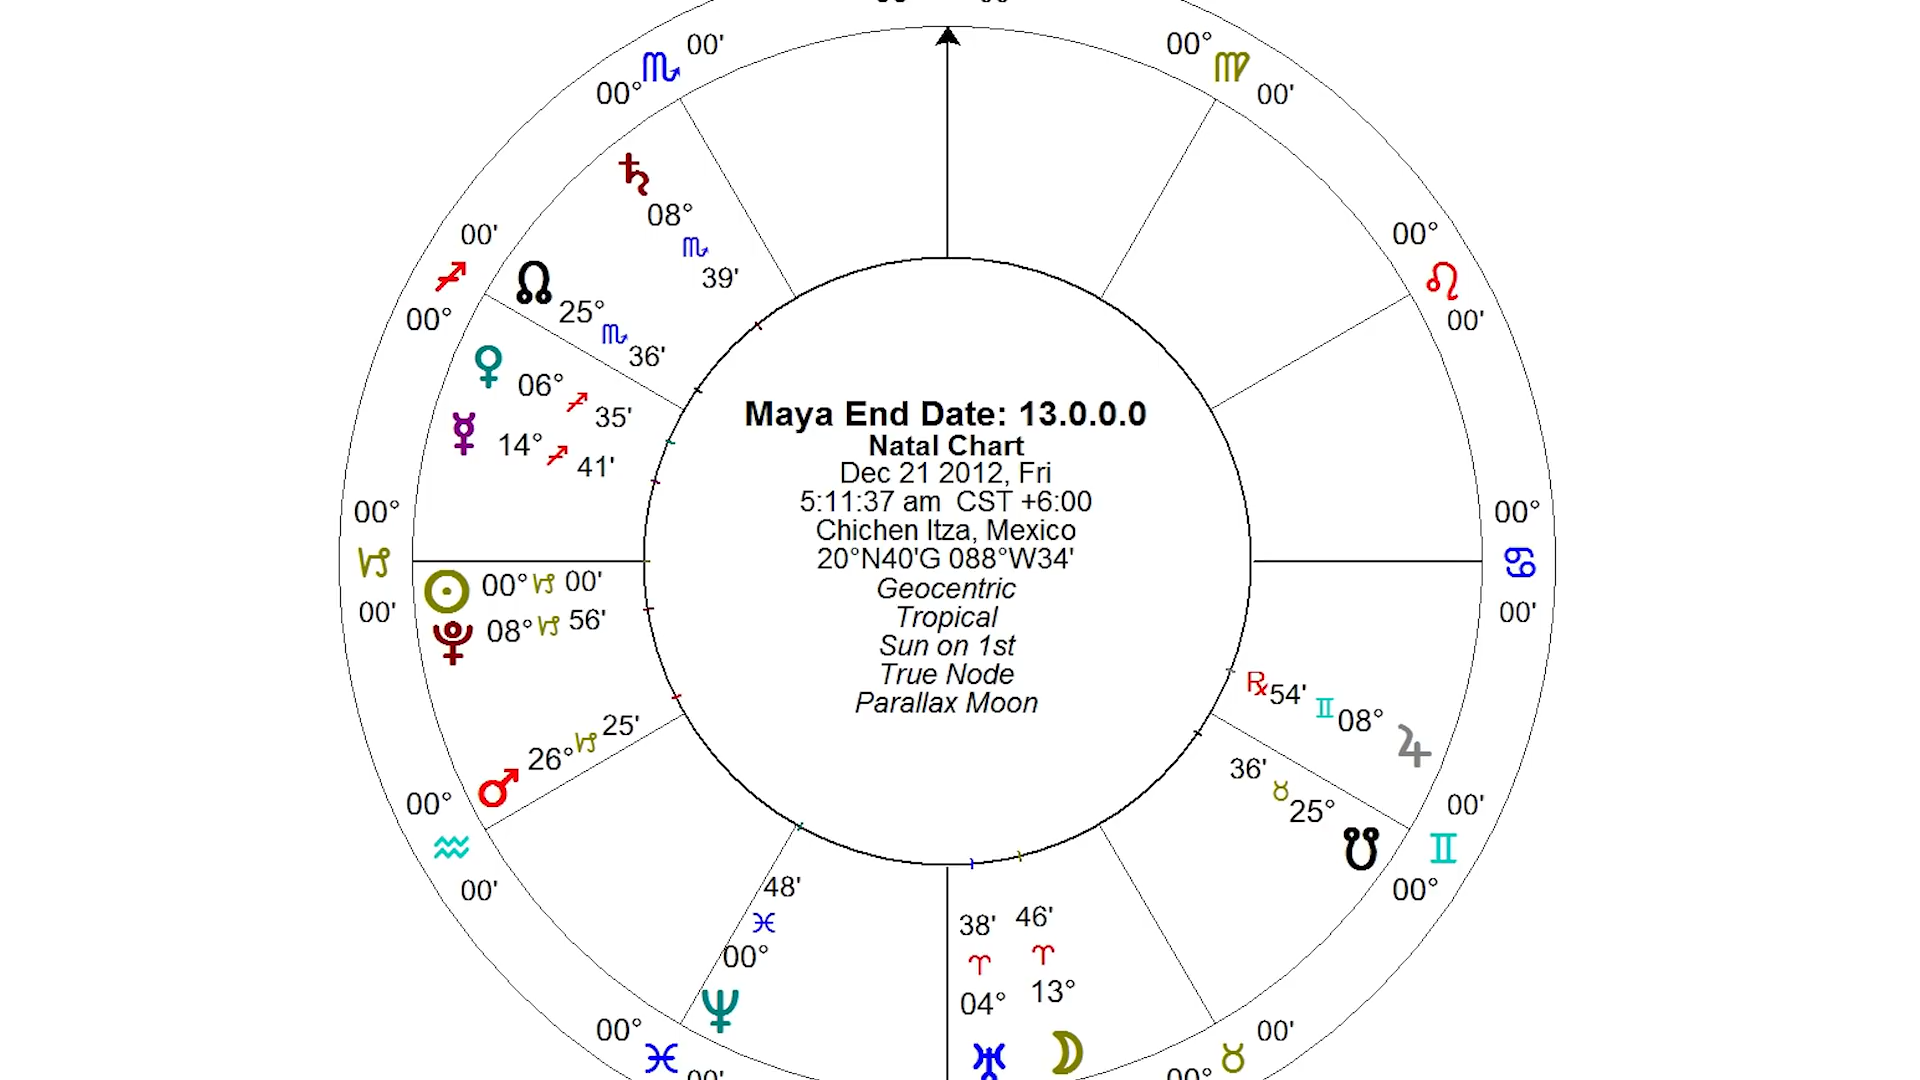 00° ♏ 00'
00° ♍ 00'
♄ 08° ♏ 39'
00' ♐ 00°
00° ♌ 00'
☊ 25° ♏ 36'
♀ 06° ♐ 35'
☿ 14° ♐ 41'
Maya End Date: 13.0.0.0
Natal Chart
Dec 21 2012, Fri
5:11:37 am CST +6:00
Chichen Itza, Mexico
20°N40'G 088°W34'
Geocentric
Tropical
Sun on 1st
True Node
Parallax Moon
00° ♑ 00'
00° ♋ 00'
☉ 00° ♑ 00'
♇ 08° ♑ 56'
♂ 26° ♑ 25'
℞ 54' ♊ 08° ♃
36' ♉ 25° ☋
00° ♒ 00'
00' ♊ 00°
48' ♓ 00° ♆
38' ♈ 04° ♅
46' ♈ 13° ☽
00° ♓ 00'
00' ♉ 00°